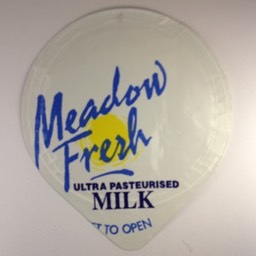 Meadow
Fresh
ULTRA PASTEURISED
MILK
TO OPEN